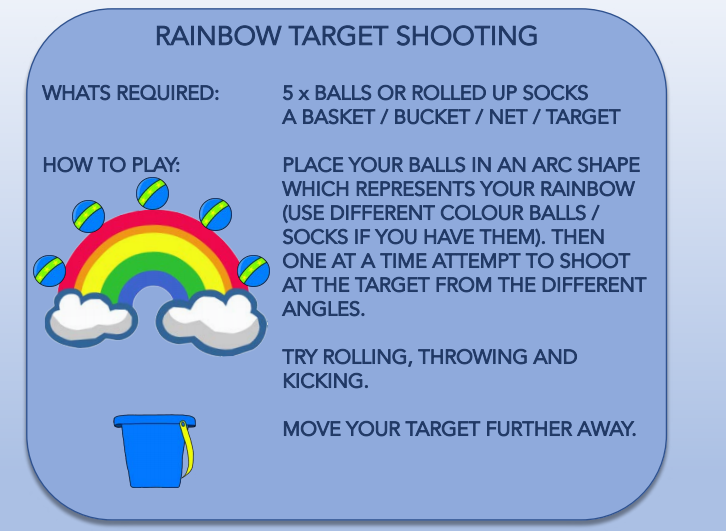 RAINBOW TARGET SHOOTING
WHATS REQUIRED:
5 x BALLS OR ROLLED UP SOCKS
A BASKET / BUCKET / NET / TARGET
HOW TO PLAY:
PLACE YOUR BALLS IN AN ARC SHAPE
WHICH REPRESENTS YOUR RAINBOW
(USE DIFFERENT COLOUR BALLS /
SOCKS IF YOU HAVE THEM). THEN
ONE AT A TIME ATTEMPT TO SHOOT
AT THE TARGET FROM THE DIFFERENT
ANGLES.
TRY ROLLING, THROWING AND
KICKING.
MOVE YOUR TARGET FURTHER AWAY.